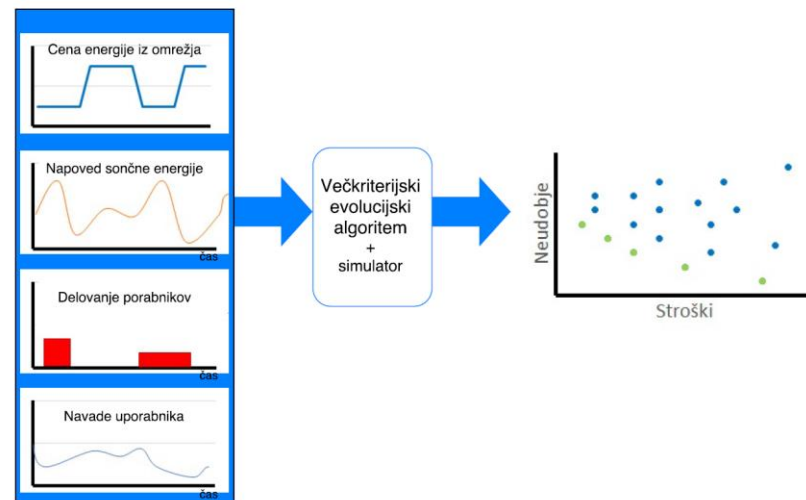 Cena energije iz omrežja
Napoved sončne energije
čas
Delovanje porabnikov
čas
Navade uporabnika
čas
Večkriterijski
evolucijski
algoritem
+
simulator
Neudobje
Stroški